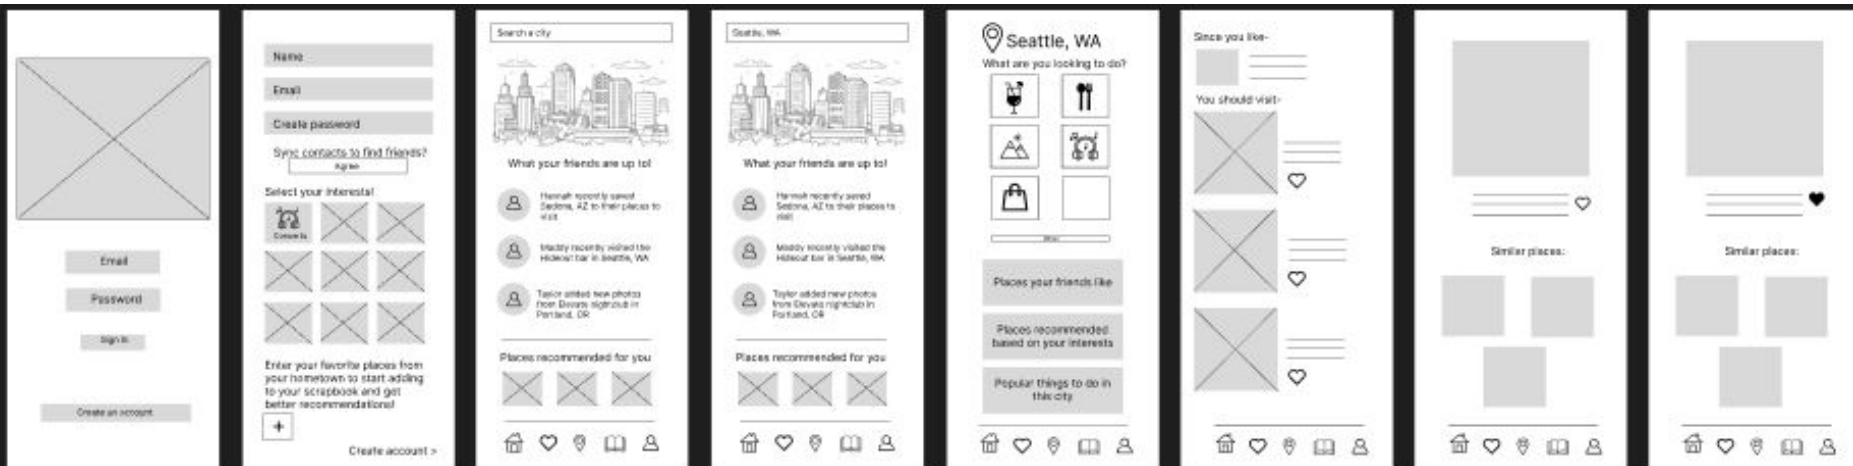 Email
Password
Sign in
Create an account
Name
Email
Create password
Sync contacts to find friends?
Agree
Select your interests!
Concerts
Enter your favorite places from
your hometown to start adding
to your scrapbook and get
better recommendations!
+
Create account >
Search a city
What your friends are up to!
Hannah recently saved
Sedona, AZ to their places to
visit
Maddy recently visited the
Hideout bar in Seattle, WA
Taylor added new photos
from Elevate nightclub in
Portland, OR
Places recommended for you
Seattle, WA
What your friends are up to!
Hannah recently saved
Sedona, AZ to their places to
visit
Maddy recently visited the
Hideout bar in Seattle, WA
Taylor added new photos
from Elevate nightclub in
Portland, OR
Places recommended for you
Seattle, WA
What are you looking to do?
Places your friends like
Places recommended
based on your interests
Popular things to do in
this city
Since you like-
You should visit-
Similar places:
Similar places: